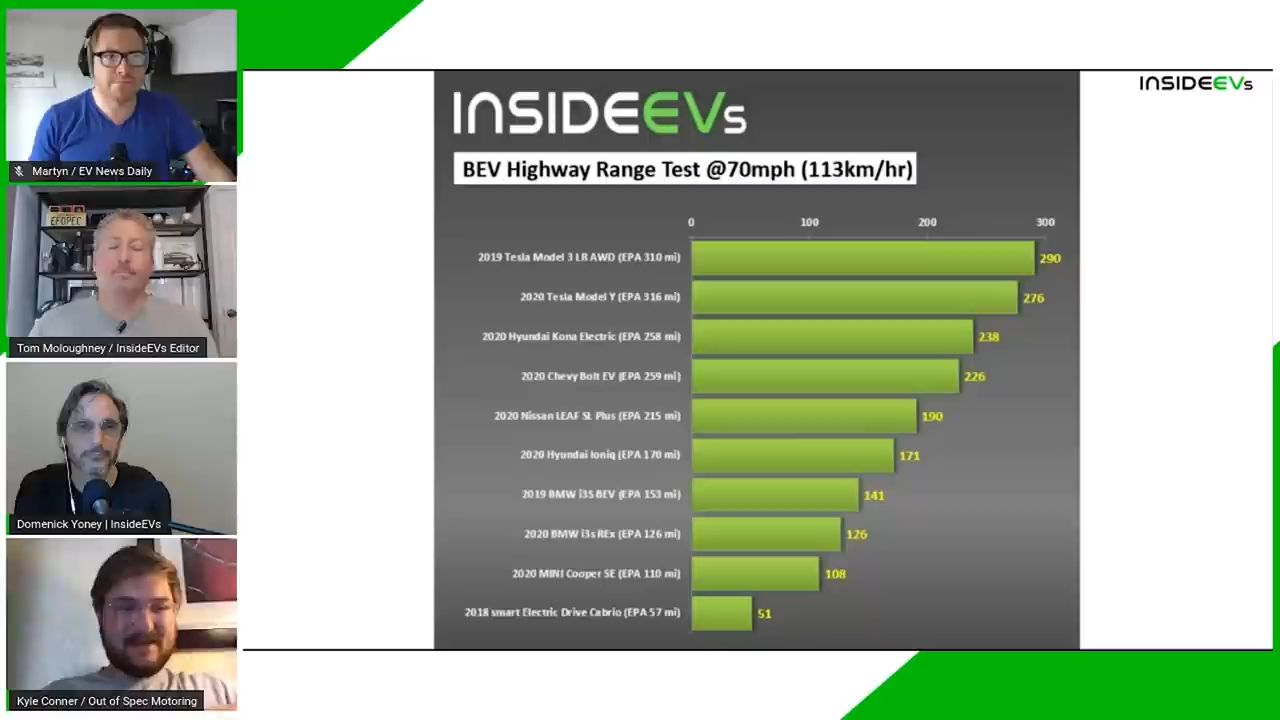 Martyn / EV News Daily
EFOPEC
Tom Moloughney / InsideEVs Editor
Domenick Yoney | InsideEVs
Kyle Conner / Out of Spec Motoring
INSIDEEVs
INSIDEEVs
BEV Highway Range Test @70mph (113km/hr)
0 100 200 300
2019 Tesla Model 3 LR AWD (EPA 310 mi) 290
2020 Tesla Model Y (EPA 316 mi) 276
2020 Hyundai Kona Electric (EPA 258 mi) 238
2020 Chevy Bolt EV (EPA 259 mi) 226
2020 Nissan LEAF SL Plus (EPA 215 mi) 190
2020 Hyundai Ioniq (EPA 170 mi) 171
2019 BMW i3S BEV (EPA 153 mi) 141
2020 BMW i3s REx (EPA 126 mi) 126
2020 MINI Cooper SE (EPA 110 mi) 108
2018 smart Electric Drive Cabrio (EPA 57 mi) 51